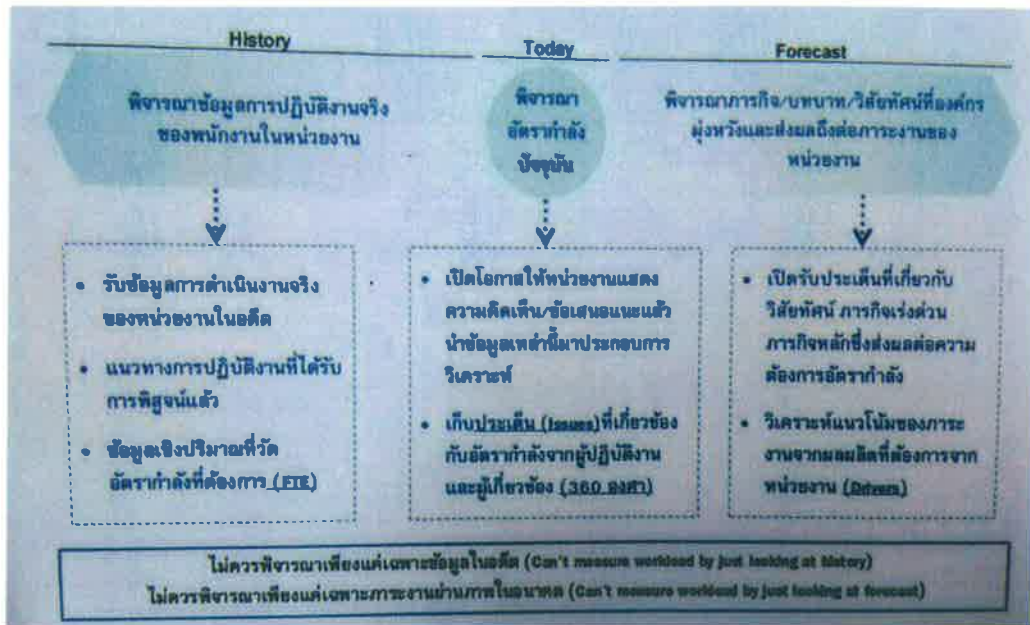 History
พิจารณาข้อมูลการปฏิบัติงานจริง
ของพนักงานในหน่วยงาน
Today
พิจารณา
อัตรากำลัง
ปัจจุบัน
Forecast
พิจารณาภารกิจ/บทบาท/วิสัยทัศน์ที่องค์กร
มุ่งหวังและส่งผลถึงต่อภาระงานของ
หน่วยงาน
• รับข้อมูลการดำเนินงานจริง
ของหน่วยงานในอดีต
• แนวทางการปฏิบัติงานที่ได้รับ
การพิสูจน์แล้ว
• ข้อมูลเชิงปริมาณที่วัด
อัตรากำลังที่ต้องการ (FTE)
• เปิดโอกาสให้หน่วยงานแสดง
ความคิดเห็น/ข้อเสนอแนะแล้ว
นำข้อมูลเหล่านี้มาประกอบการ
วิเคราะห์
• เก็บประเด็น (Issues)ที่เกี่ยวข้อง
กับอัตรากำลังจากผู้ปฏิบัติงาน
และผู้เกี่ยวข้อง (360 องศา)
• เปิดรับประเด็นที่เกี่ยวกับ
วิสัยทัศน์ ภารกิจเร่งด่วน
ภารกิจหลักซึ่งส่งผลต่อความ
ต้องการอัตรากำลัง
• วิเคราะห์แนวโน้มของภาระ
งานจากผลผลิตที่ต้องการจาก
หน่วยงาน (Drivers)
ไม่ควรพิจารณาเพียงแค่เฉพาะข้อมูลในอดีต (Can't measure workload by just looking at history)
ไม่ควรพิจารณาเพียงแค่เฉพาะภาระงานผ่านภาพในอนาคต (Can't measure workload by just looking at forecast)